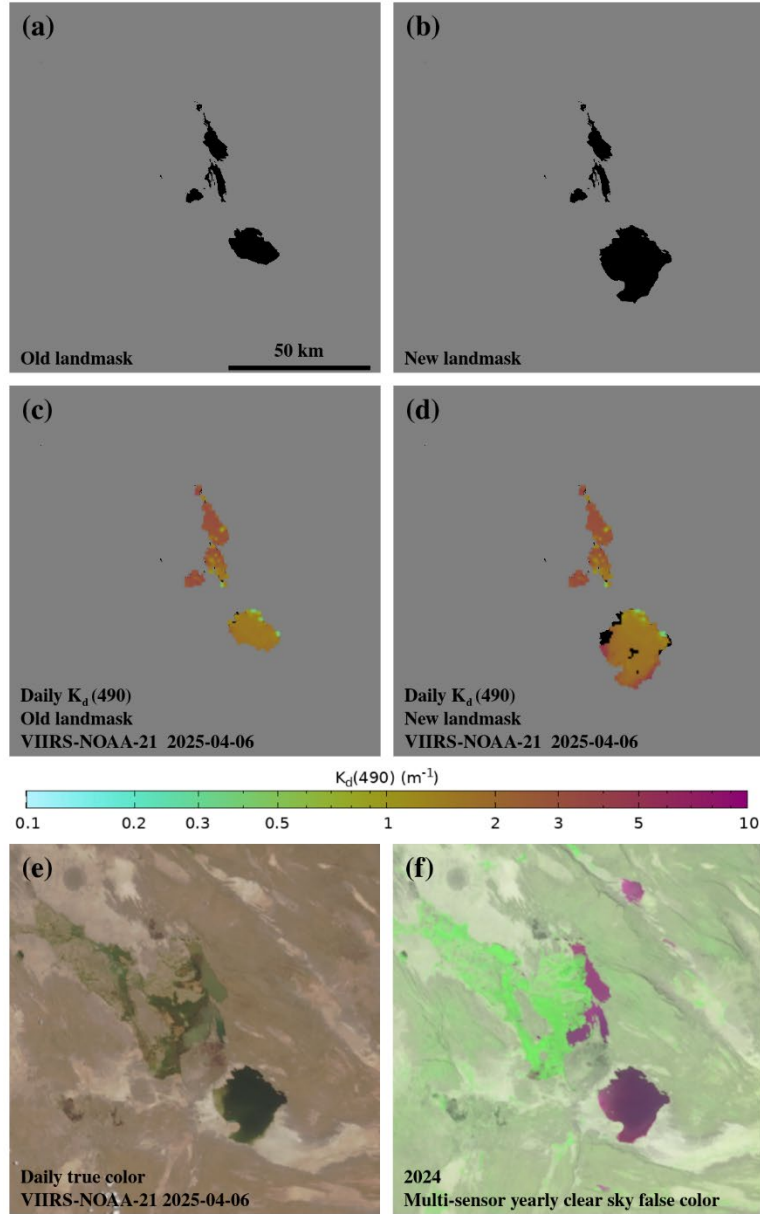 (a)
(b)
Old landmask
50 km
New landmask
(c)
(d)
Daily K_d(490)
Old landmask
VIIRS-NOAA-21 2025-04-06
Daily K_d(490)
New landmask
VIIRS-NOAA-21 2025-04-06
K_d(490) (m⁻¹)
0.1 0.2 0.3 0.5 1 2 3 5 10
(e)
(f)
Daily true color
VIIRS-NOAA-21 2025-04-06
2024
Multi-sensor yearly clear sky false color